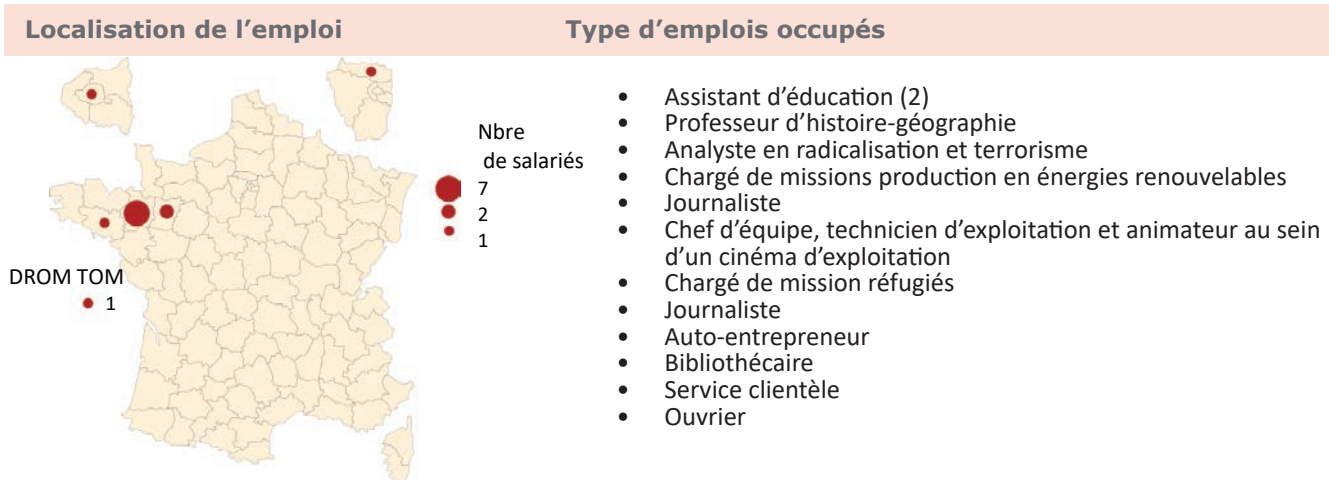 Localisation de l’emploi
Type d’emplois occupés
Nbre
de salariés
7
2
1
DROM TOM
1
• Assistant d’éducation (2)
• Professeur d’histoire-géographie
• Analyste en radicalisation et terrorisme
• Chargé de missions production en énergies renouvelables
• Journaliste
• Chef d’équipe, technicien d’exploitation et animateur au sein
d’un cinéma d’exploitation
• Chargé de mission réfugiés
• Journaliste
• Auto-entrepreneur
• Bibliothécaire
• Service clientèle
• Ouvrier